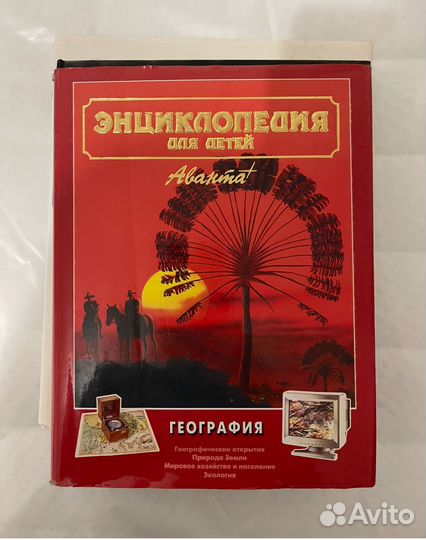 ЭНЦИКЛОПЕДИЯ
ДЛЯ ДЕТЕЙ
Аванта+
ГЕОГРАФИЯ
Географические открытия
Природа Земли
Мировое хозяйство и население
Экология
Avito